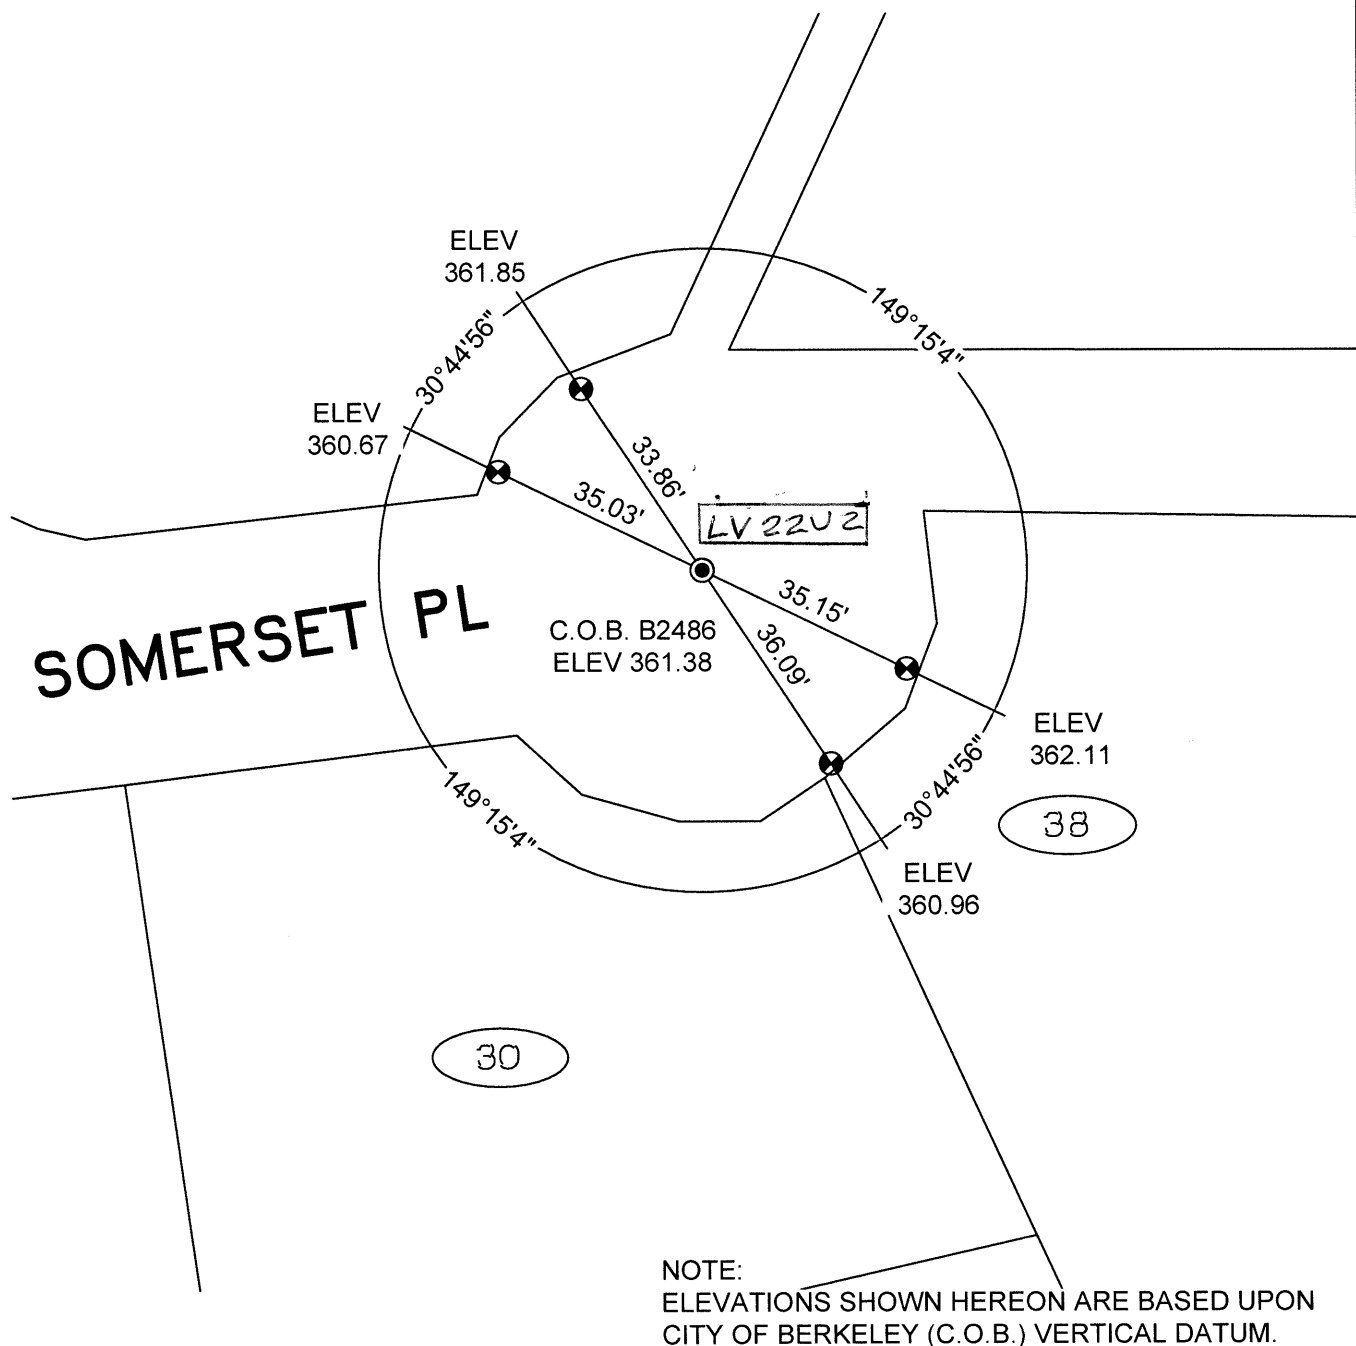 ELEV
361.85
149°15'4"
30°44'56"
ELEV
360.67
33.86'
35.03'
LV22U2
35.15'
SOMERSET PL
C.O.B. B2486
ELEV 361.38
36.09'
ELEV
362.11
30°44'56"
149°15'4"
38
ELEV
360.96
30
NOTE:
ELEVATIONS SHOWN HEREON ARE BASED UPON
CITY OF BERKELEY (C.O.B.) VERTICAL DATUM.